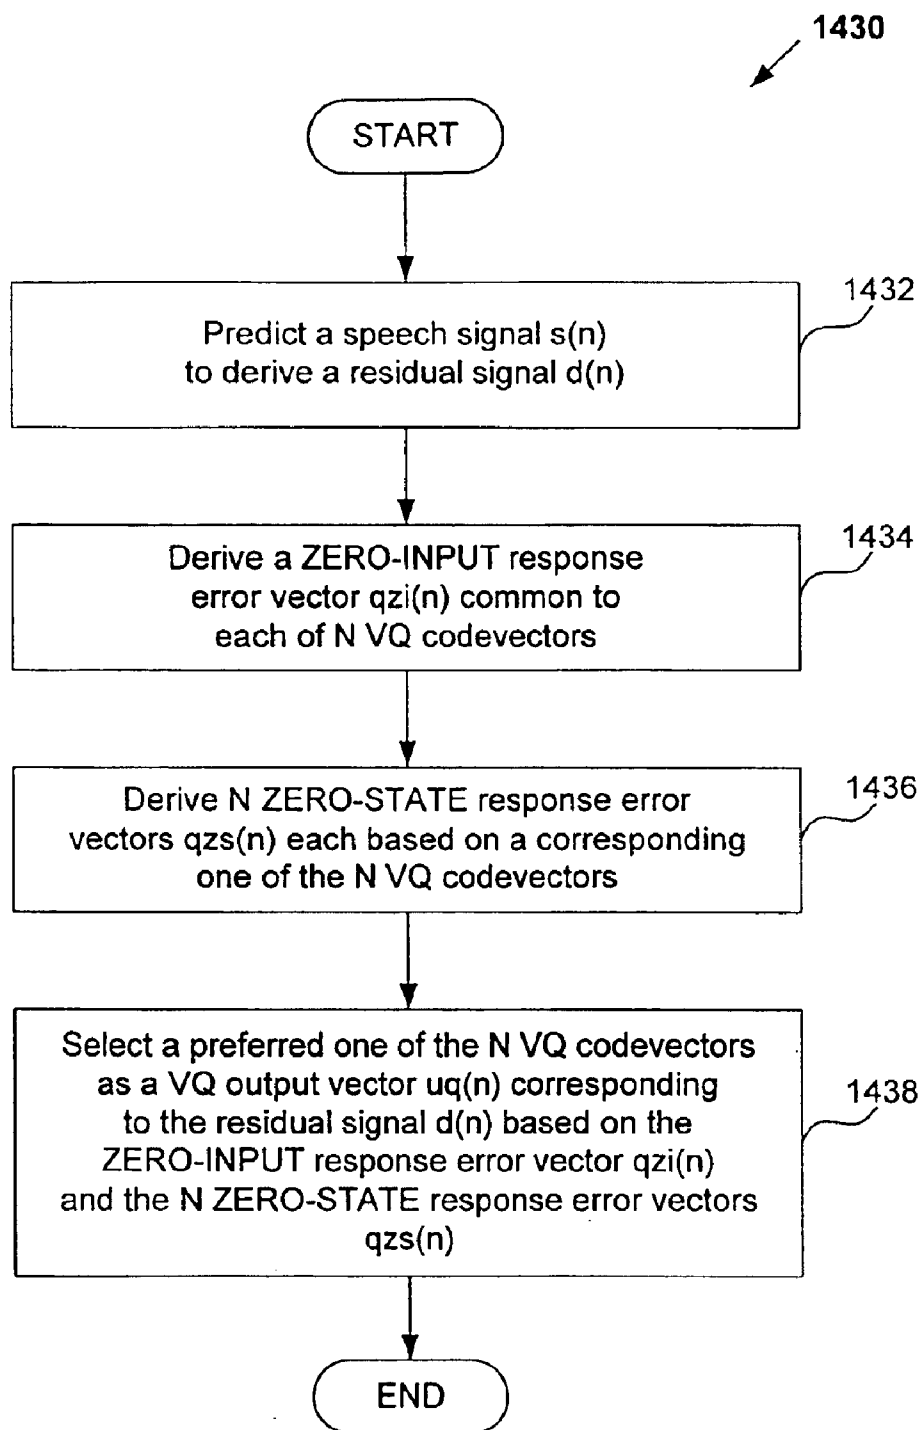 1430
START
1432
Predict a speech signal s(n)
to derive a residual signal d(n)
1434
Derive a ZERO-INPUT response
error vector qzi(n) common to
each of N VQ codevectors
1436
Derive N ZERO-STATE response error
vectors qzs(n) each based on a corresponding
one of the N VQ codevectors
Select a preferred one of the N VQ codevectors
as a VQ output vector uq(n) corresponding
1438
to the residual signal d(n) based on the
ZERO-INPUT response error vector qzi(n)
and the N ZERO-STATE response error vectors
qzs(n)
END